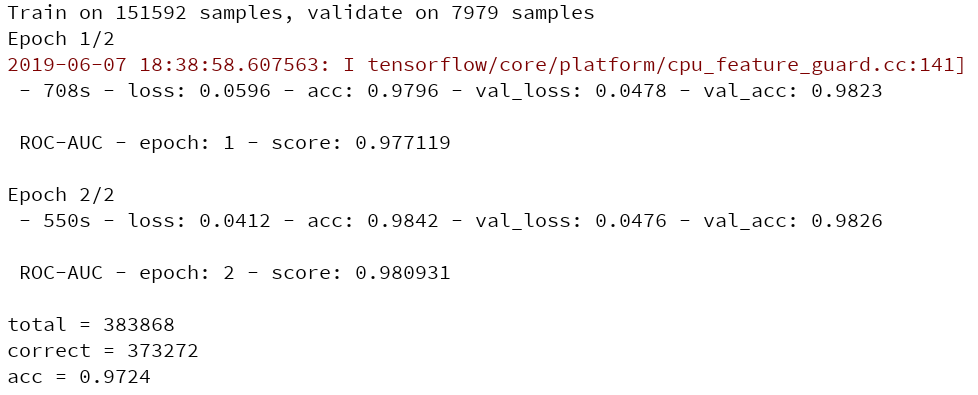 Train on 151592 samples, validate on 7979 samples
Epoch 1/2
2019-06-07 18:38:58.607563: I tensorflow/core/platform/cpu_feature_guard.cc:141]
 - 708s - loss: 0.0596 - acc: 0.9796 - val_loss: 0.0478 - val_acc: 0.9823
 ROC-AUC - epoch: 1 - score: 0.977119
Epoch 2/2
 - 550s - loss: 0.0412 - acc: 0.9842 - val_loss: 0.0476 - val_acc: 0.9826
 ROC-AUC - epoch: 2 - score: 0.980931
total = 383868
correct = 373272
acc = 0.9724